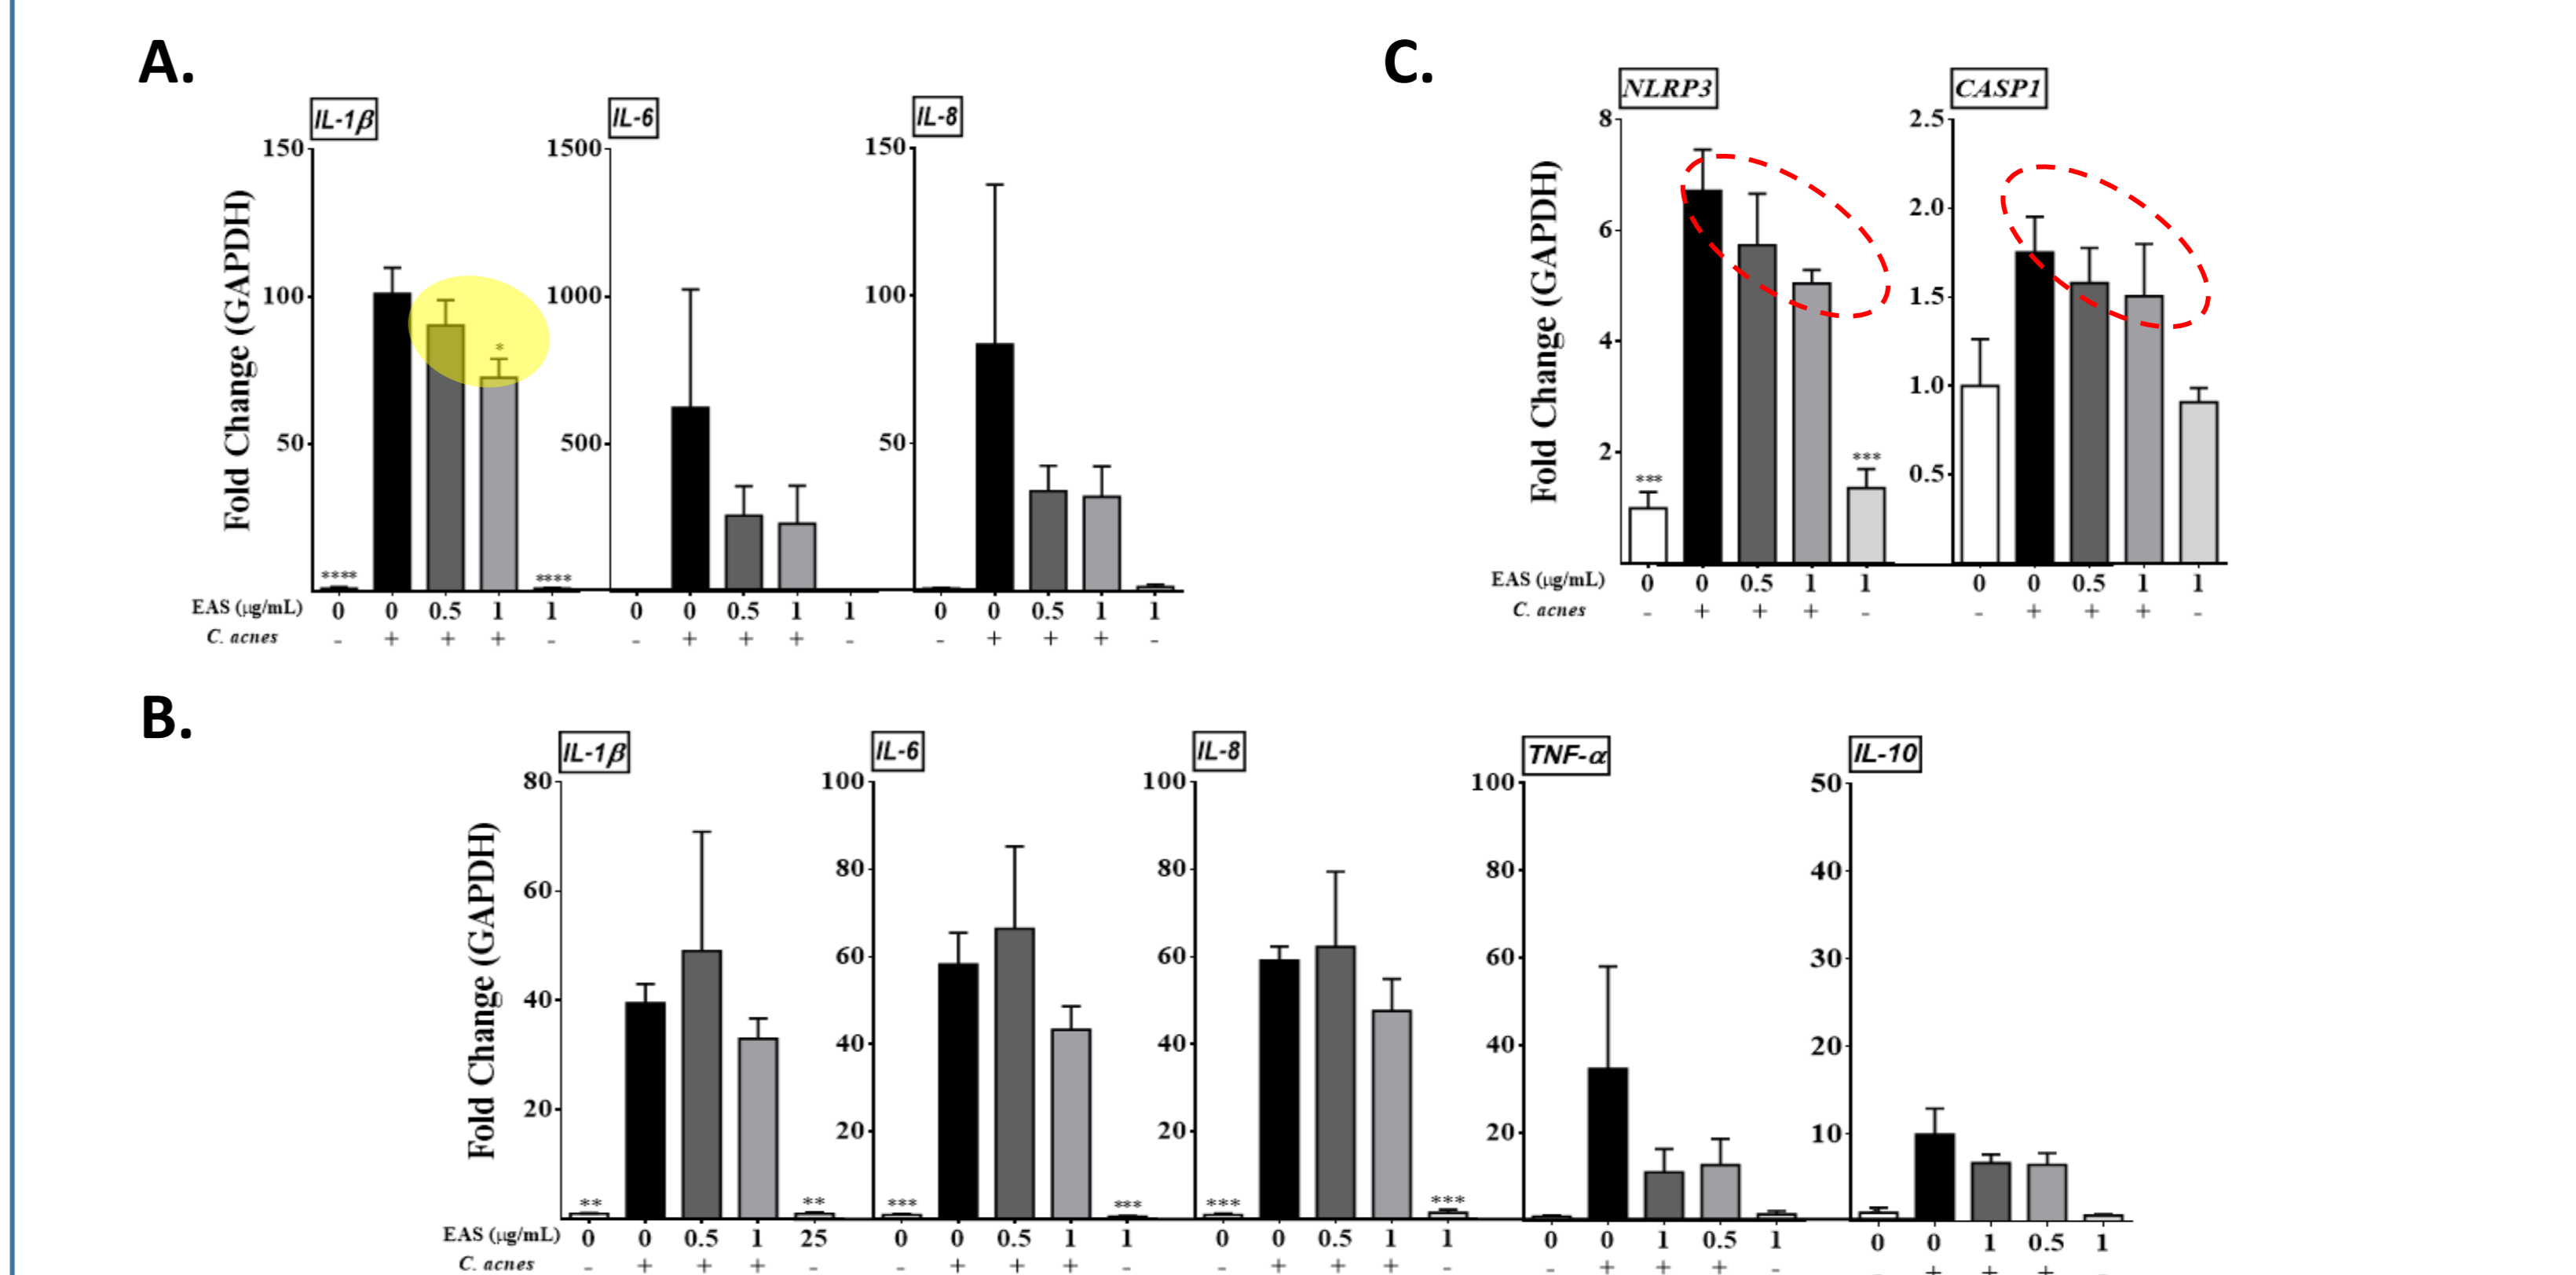 A.
IL-1β
IL-6
IL-8
Fold Change (GAPDH)
150
100
50
1500
1000
500
150
100
50
****
*
****
EAS (µg/mL) 0 0 0.5 1 1 0 0 0.5 1 1 0 0 0.5 1 1
C. acnes - + + + - - + + + - - + + + -
C.
NLRP3
CASP1
Fold Change (GAPDH)
8
6
4
2
2.5
2.0
1.5
1.0
0.5
***
***
EAS (µg/mL) 0 0 0.5 1 1 0 0 0.5 1 1
C. acnes - + + + - - + + + -
B.
IL-1β
IL-6
IL-8
TNF-α
IL-10
Fold Change (GAPDH)
80
60
40
20
100
80
60
40
20
100
80
60
40
20
100
80
60
40
20
50
40
30
20
10
** ** *** *** *** ***
EAS (µg/mL) 0 0 0.5 1 25 0 0 0.5 1 1 0 0 0.5 1 1 0 0 1 0.5 1 0 0 1 0.5 1
C. acnes - + + + - - + + + - - + + + - - + + + - - + + + -